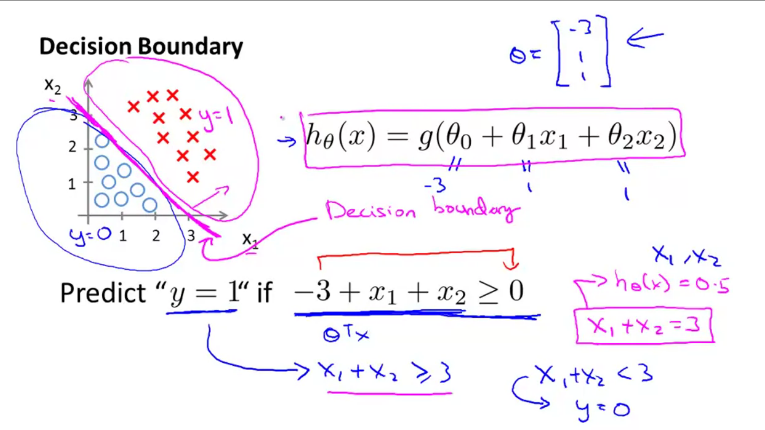 Decision Boundary
θ = [-3 1 1]
x₂
3
2
1
1 2 3
x₁
y=1
y=0
h_θ(x) = g(θ₀ + θ₁x₁ + θ₂x₂)
-3 1 1
Decision boundary
Predict “y = 1“ if −3 + x₁ + x₂ ≥ 0
θᵀx
x₁ + x₂ ≥ 3
x₁, x₂
h_θ(x) = 0.5
x₁ + x₂ = 3
x₁ + x₂ < 3
y = 0